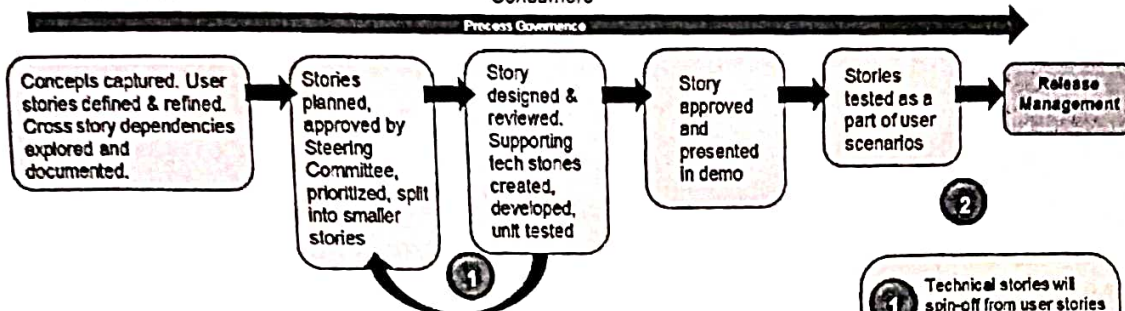 Consumers
Process Governence
Concepts captured. User
stories defined & refined.
Cross story dependencies
explored and
documented.
Stories
planned,
approved by
Steering
Committee,
prioritized, split
into smaller
stories
Story
designed &
reviewed.
Supporting
tech stories
created,
developed,
unit tested
Story
approved
and
presented
in demo
Stories
tested as a
part of user
scenarios
Release
Management
2
1
1
Technical stories will
spin-off from user stories